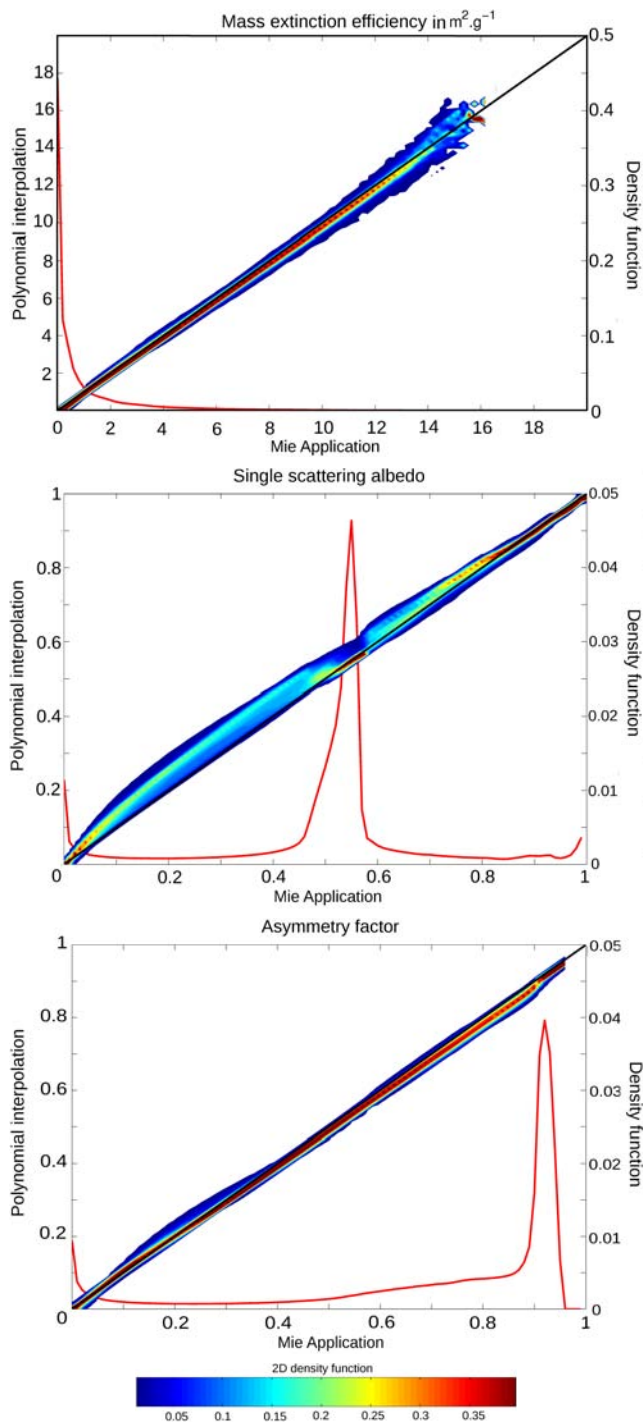 Mass extinction efficiency in m².g⁻¹
18
16
14
12
10
8
6
4
2
0.5
0.4
0.3
0.2
0.1
0
Polynomial interpolation
Density function
0 2 4 6 8 10 12 14 16 18
Mie Application
Single scattering albedo
1
0.8
0.6
0.4
0.2
0.05
0.04
0.03
0.02
0.01
0
Polynomial interpolation
Density function
0 0.2 0.4 0.6 0.8 1
Mie Application
Asymmetry factor
1
0.8
0.6
0.4
0.2
0
0.05
0.04
0.03
0.02
0.01
0
Polynomial interpolation
Density function
0.2 0.4 0.6 0.8 1
Mie Application
2D density function
0.05 0.15 0.2 0.25 0.3 0.35